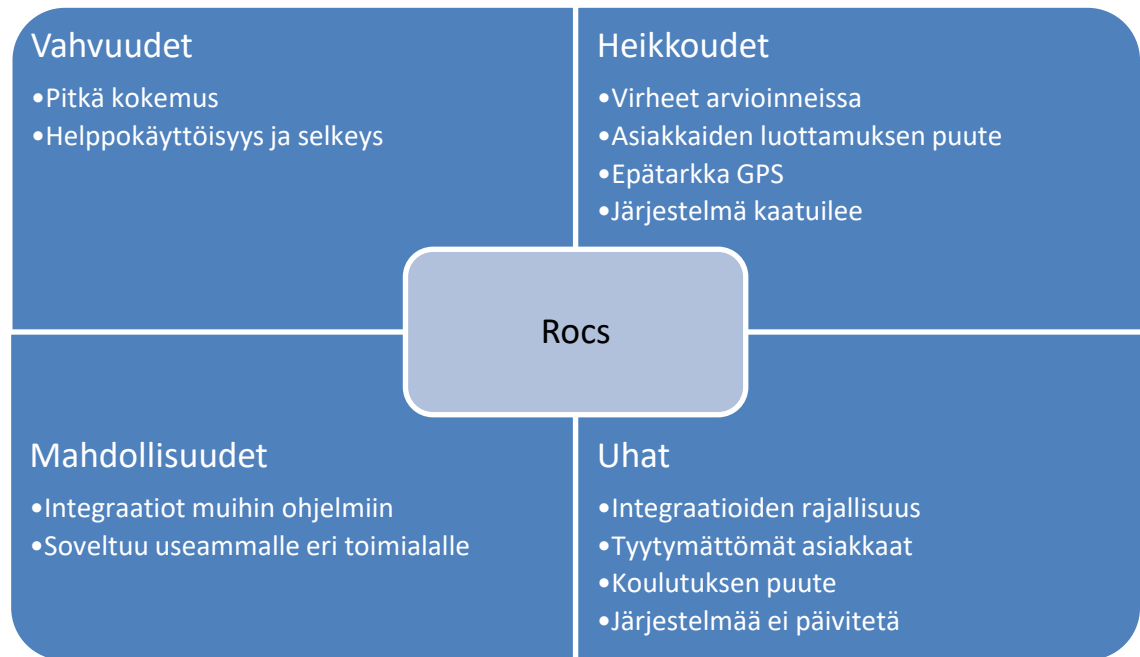 Vahvuudet
•Pitkä kokemus
•Helppokäyttöisyys ja selkeys
Heikkoudet
•Virheet arvioinneissa
•Asiakkaiden luottamuksen puute
•Epätarkka GPS
•Järjestelmä kaatuilee
Rocs
Mahdollisuudet
•Integraatiot muihin ohjelmiin
•Soveltuu useammalle eri toimialalle
Uhat
•Integraatioiden rajallisuus
•Tyytymättömät asiakkaat
•Koulutuksen puute
•Järjestelmää ei päivitetä